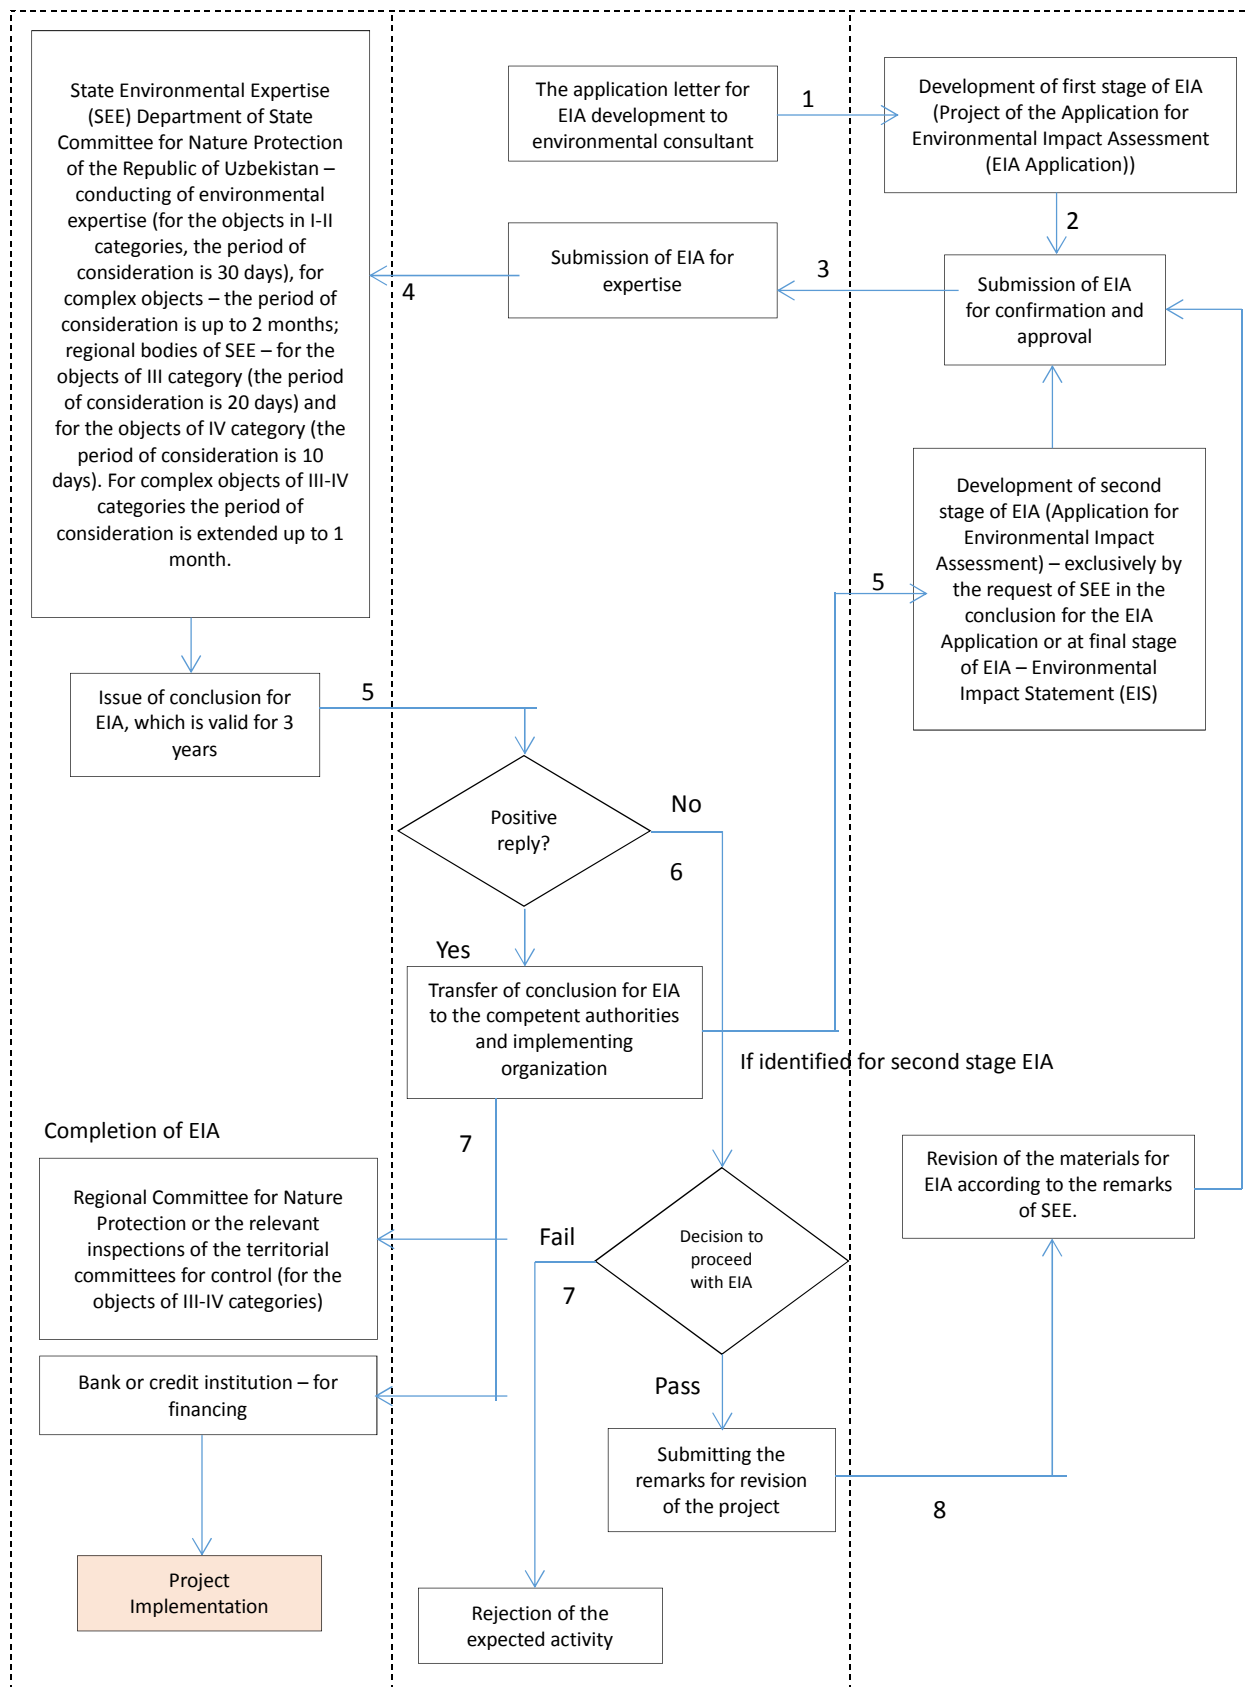 State Environmental Expertise
(SEE) Department of State
Committee for Nature Protection
of the Republic of Uzbekistan –
conducting of environmental
expertise (for the objects in I-II
categories, the period of
consideration is 30 days), for
complex objects – the period of
consideration is up to 2 months;
regional bodies of SEE – for the
objects of III category (the period
of consideration is 20 days) and
for the objects of IV category (the
period of consideration is 10
days). For complex objects of III-IV
categories the period of
consideration is extended up to 1
month.
The application letter for
EIA development to
environmental consultant
1
Development of first stage of EIA
(Project of the Application for
Environmental Impact Assessment
(EIA Application))
2
Submission of EIA for
expertise
3
4
Submission of EIA
for confirmation and
approval
Development of second
stage of EIA (Application for
Environmental Impact
Assessment) – exclusively by
the request of SEE in the
conclusion for the EIA
Application or at final stage
of EIA – Environmental
Impact Statement (EIS)
5
Issue of conclusion for
EIA, which is valid for 3
years
5
Positive
reply?
No
6
Yes
Transfer of conclusion for EIA
to the competent authorities
and implementing
organization
If identified for second stage EIA
Completion of EIA
7
Regional Committee for Nature
Protection or the relevant
inspections of the territorial
committees for control (for the
objects of III-IV categories)
Revision of the materials for
EIA according to the remarks
of SEE.
Fail
7
Decision to
proceed
with EIA
Bank or credit institution – for
financing
Pass
Submitting the
remarks for revision
of the project
8
Project
Implementation
Rejection of the
expected activity